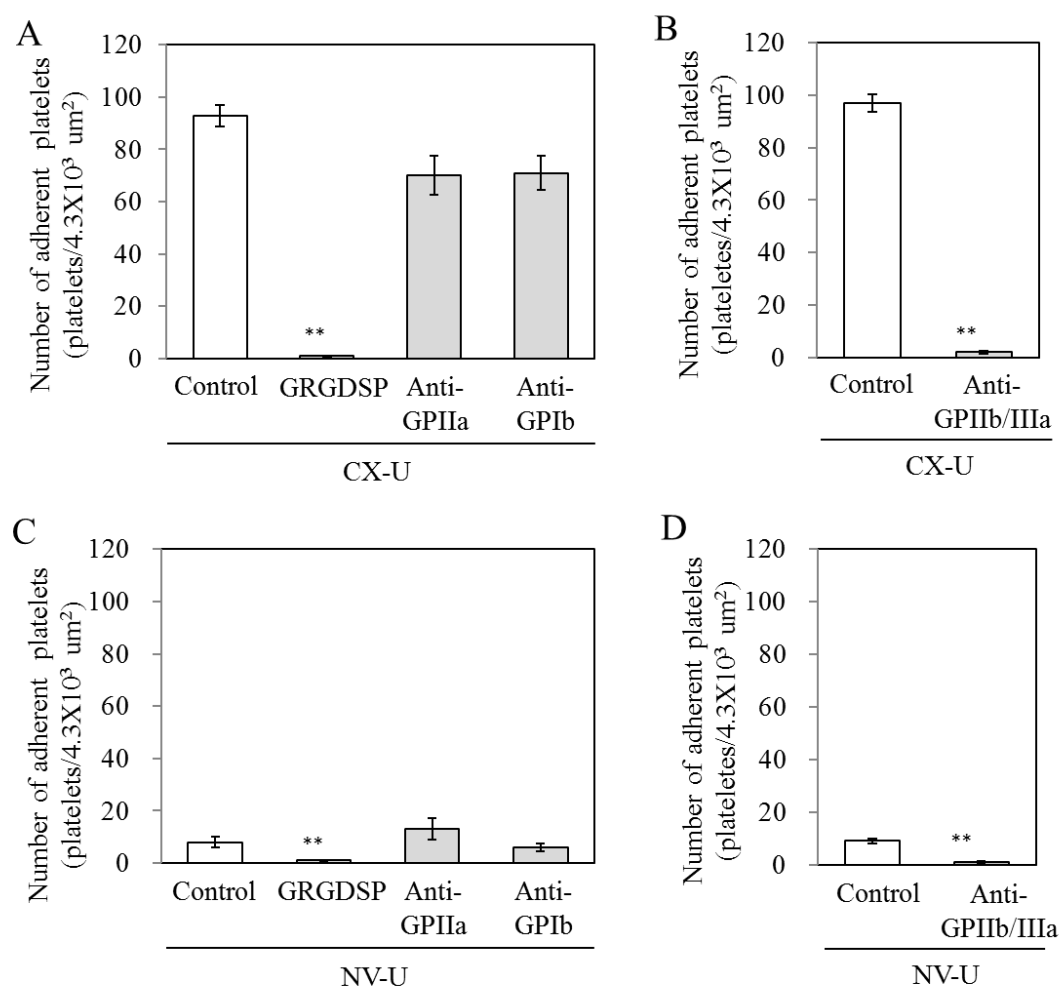 A
Number of adherent platelets
(platelets/4.3X10³ um²)
120
100
80
60
40
20
0
**
Control
GRGDSP
Anti-
GPIIa
Anti-
GPIb
CX-U
B
Number of adherent platelets
(plateletes/4.3X10³ um²)
120
100
80
60
40
20
0
**
Control
Anti-
GPIIb/IIIa
CX-U
C
Number of adherent platelets
(platelets/4.3X10³ um²)
120
100
80
60
40
20
0
**
Control
GRGDSP
Anti-
GPIIa
Anti-
GPIb
NV-U
D
Number of adherent platelets
(plateletes/4.3X10³ um²)
120
100
80
60
40
20
0
**
Control
Anti-
GPIIb/IIIa
NV-U